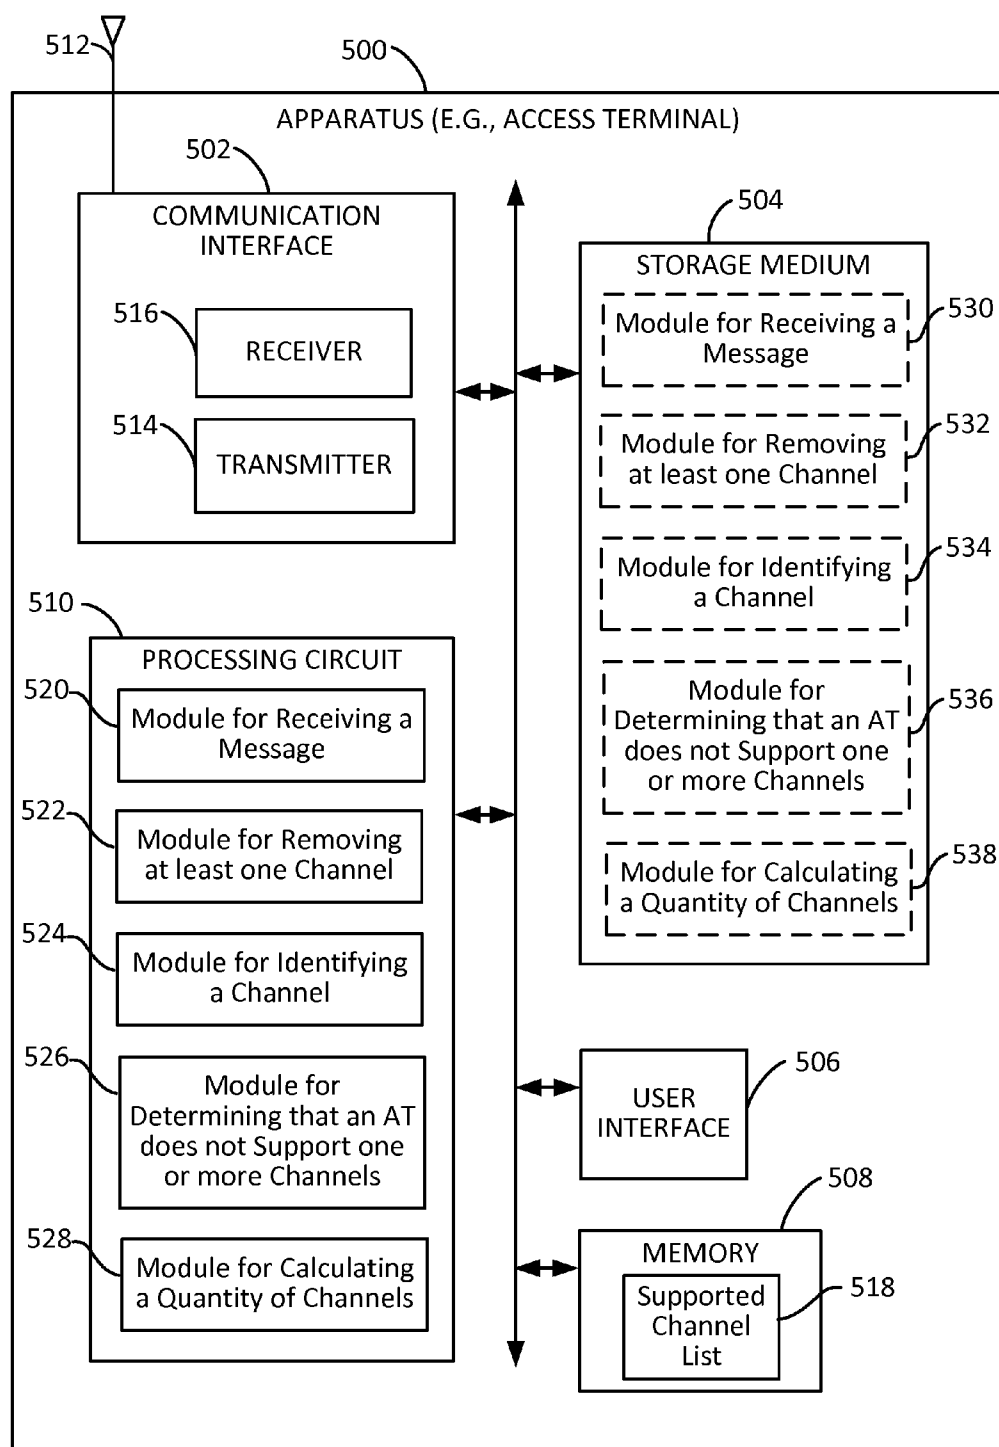 512
500
APPARATUS (E.G., ACCESS TERMINAL)
502
COMMUNICATION
INTERFACE
516
RECEIVER
514
TRANSMITTER
504
STORAGE MEDIUM
530
Module for Receiving a
Message
532
Module for Removing
at least one Channel
534
Module for Identifying
a Channel
536
Module for
Determining that an AT
does not Support one
or more Channels
538
Module for Calculating
a Quantity of Channels
510
PROCESSING CIRCUIT
520
Module for Receiving a
Message
522
Module for Removing
at least one Channel
524
Module for Identifying
a Channel
526
Module for
Determining that an AT
does not Support one
or more Channels
528
Module for Calculating
a Quantity of Channels
506
USER
INTERFACE
508
MEMORY
518
Supported
Channel
List